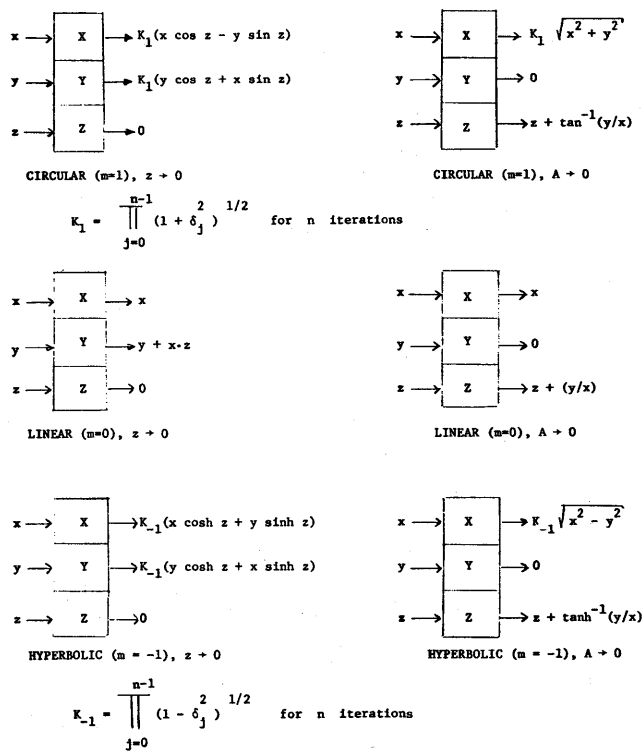 x X K₁(x cos z - y sin z)
y Y K₁(y cos z + x sin z)
z Z 0
CIRCULAR (m=1), z → 0
x X K₁ √(x² + y²)
y Y 0
z Z z + tan⁻¹(y/x)
CIRCULAR (m=1), A → 0
n-1
K₁ = ∏ (1 + δⱼ²)^1/2 for n iterations
j=0
x X x
y Y y + x·z
z Z 0
LINEAR (m=0), z → 0
x X x
y Y 0
z Z z + (y/x)
LINEAR (m=0), A → 0
x X K₋₁(x cosh z + y sinh z)
y Y K₋₁(y cosh z + x sinh z)
z Z 0
HYPERBOLIC (m = -1), z → 0
x X K₋₁ √(x² - y²)
y Y 0
z Z z + tanh⁻¹(y/x)
HYPERBOLIC (m = -1), A → 0
n-1
K₋₁ = ∏ (1 - δⱼ²)^1/2 for n iterations
j=0